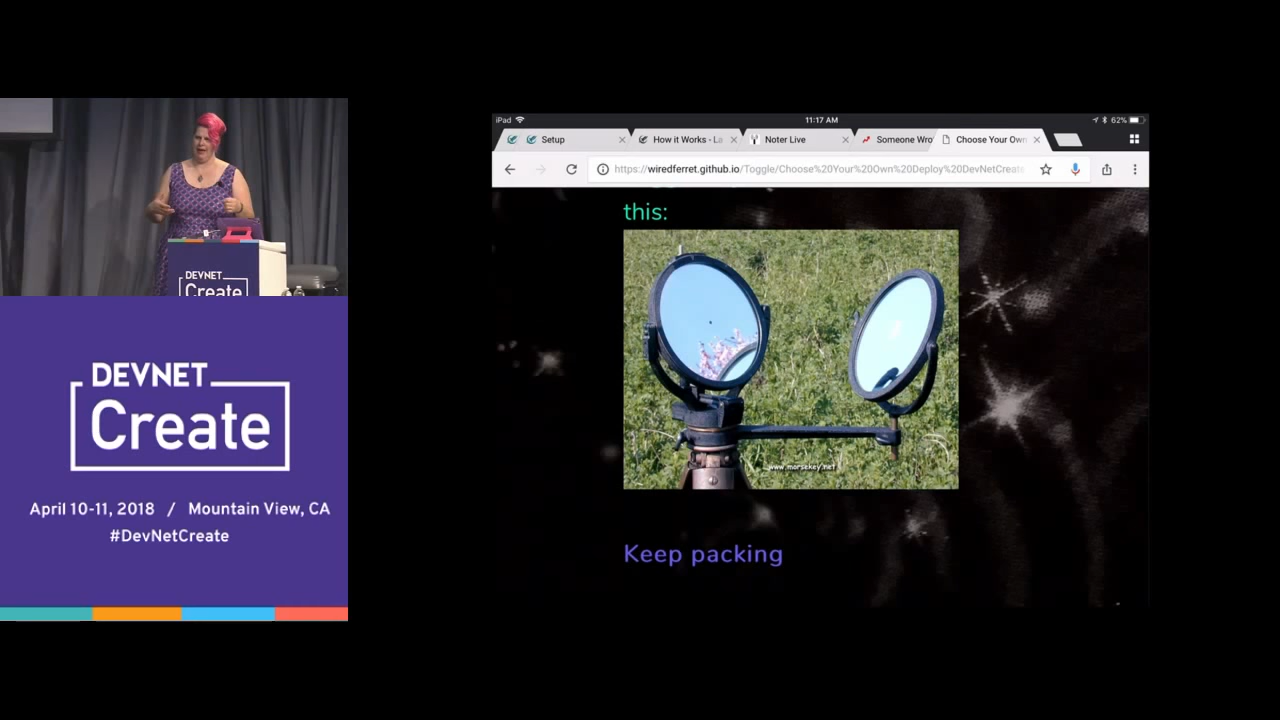 DEVNET
Create
DEVNET
Create
April 10-11, 2018 / Mountain View, CA
#DevNetCreate
iPad
11:17 AM
62%
Setup
How it Works - La
Noter Live
Someone Wro
Choose Your Own
https://wiredferret.github.io/Toggle/Choose%20Your%20Own%20Deploy%20DevNetCreate
this:
www.morsekey.net
Keep packing